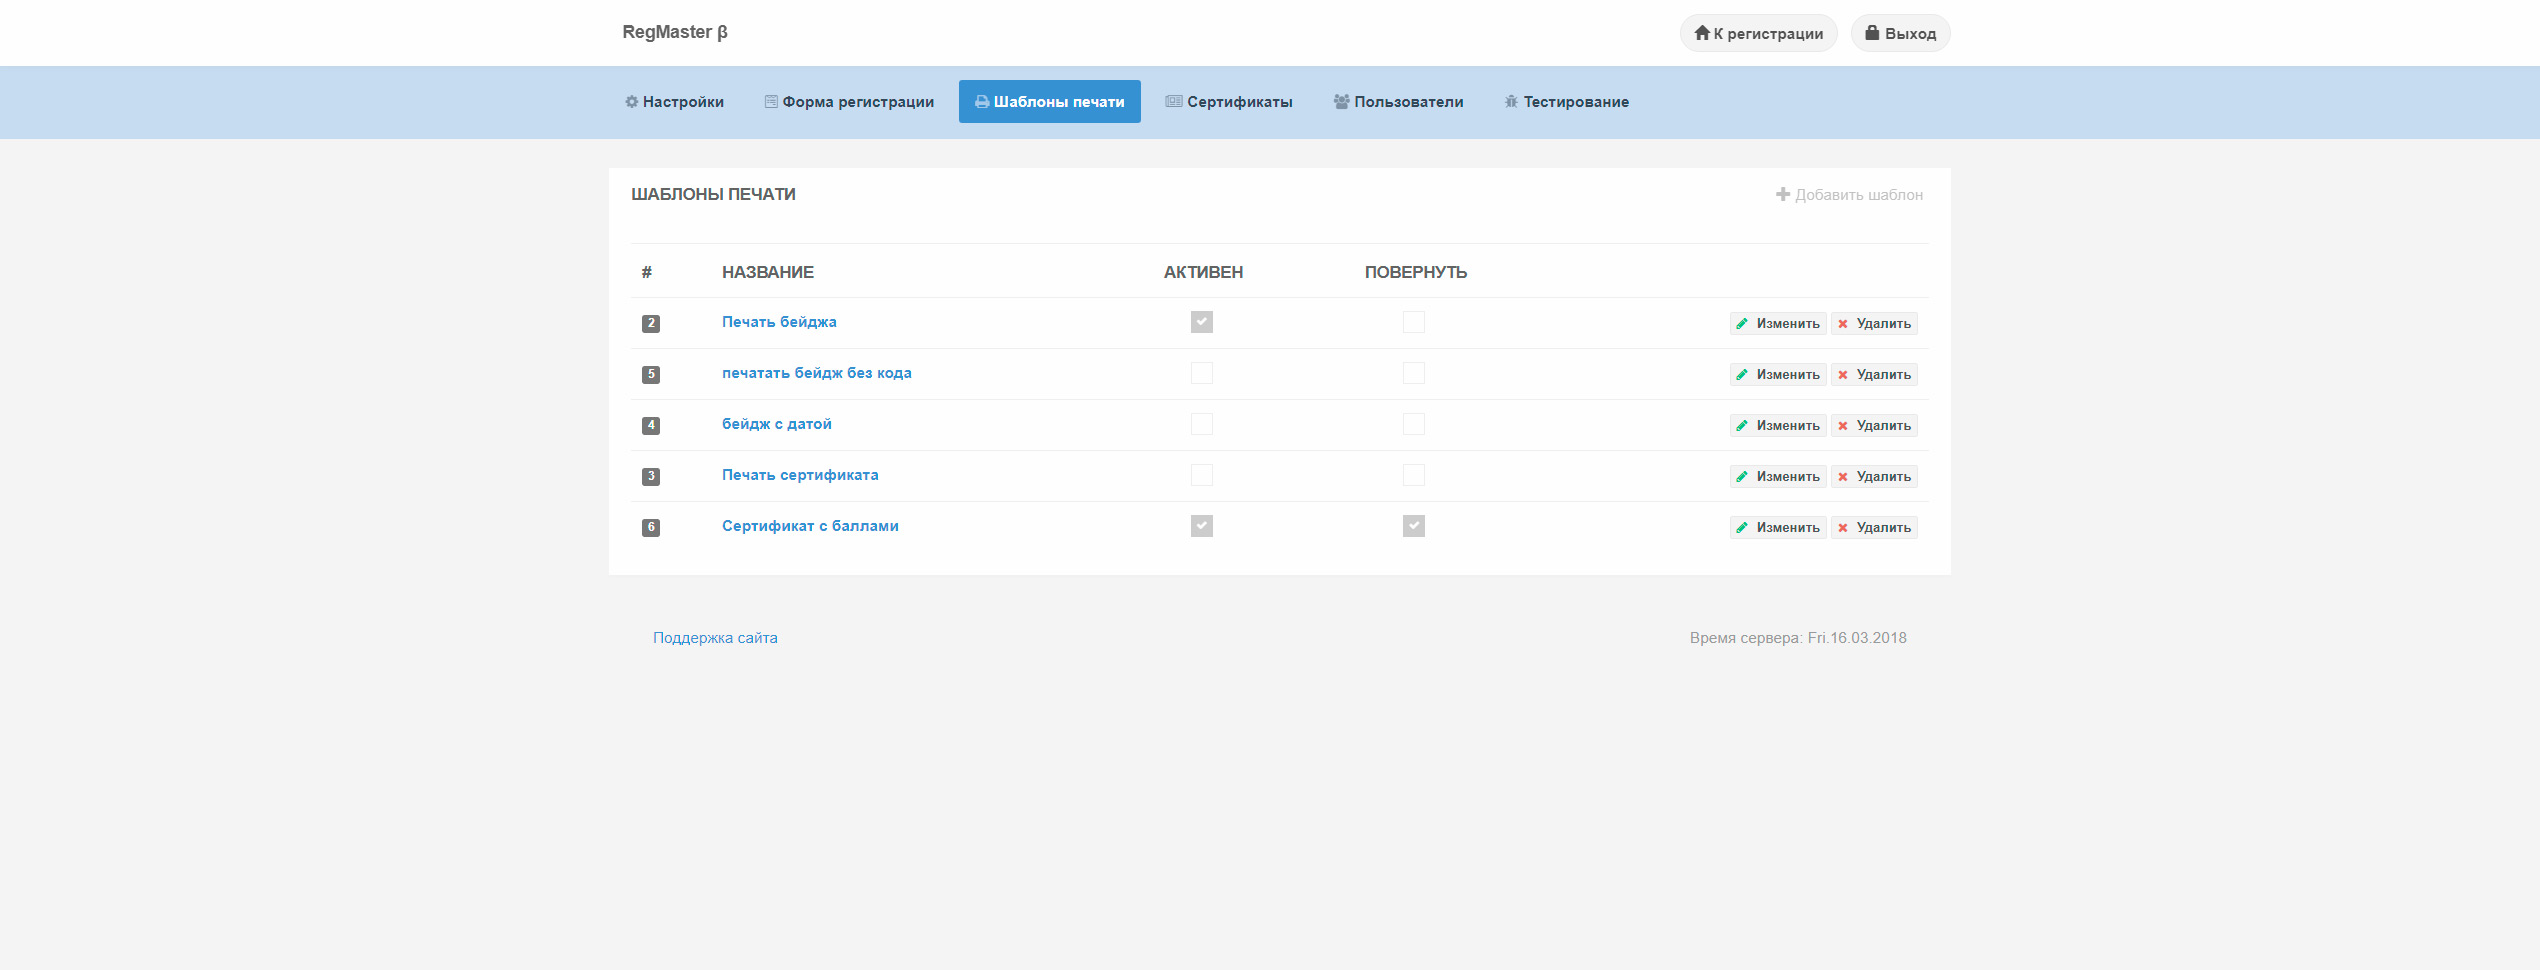 RegMaster β
К регистрации Выход
Настройки Форма регистрации Шаблоны печати Сертификаты Пользователи Тестирование
ШАБЛОНЫ ПЕЧАТИ Добавить шаблон
# НАЗВАНИЕ АКТИВЕН ПОВЕРНУТЬ
2 Печать бейджа Изменить Удалить
5 печатать бейдж без кода Изменить Удалить
4 бейдж с датой Изменить Удалить
3 Печать сертификата Изменить Удалить
6 Сертификат с баллами Изменить Удалить
Поддержка сайта Время сервера: Fri.16.03.2018